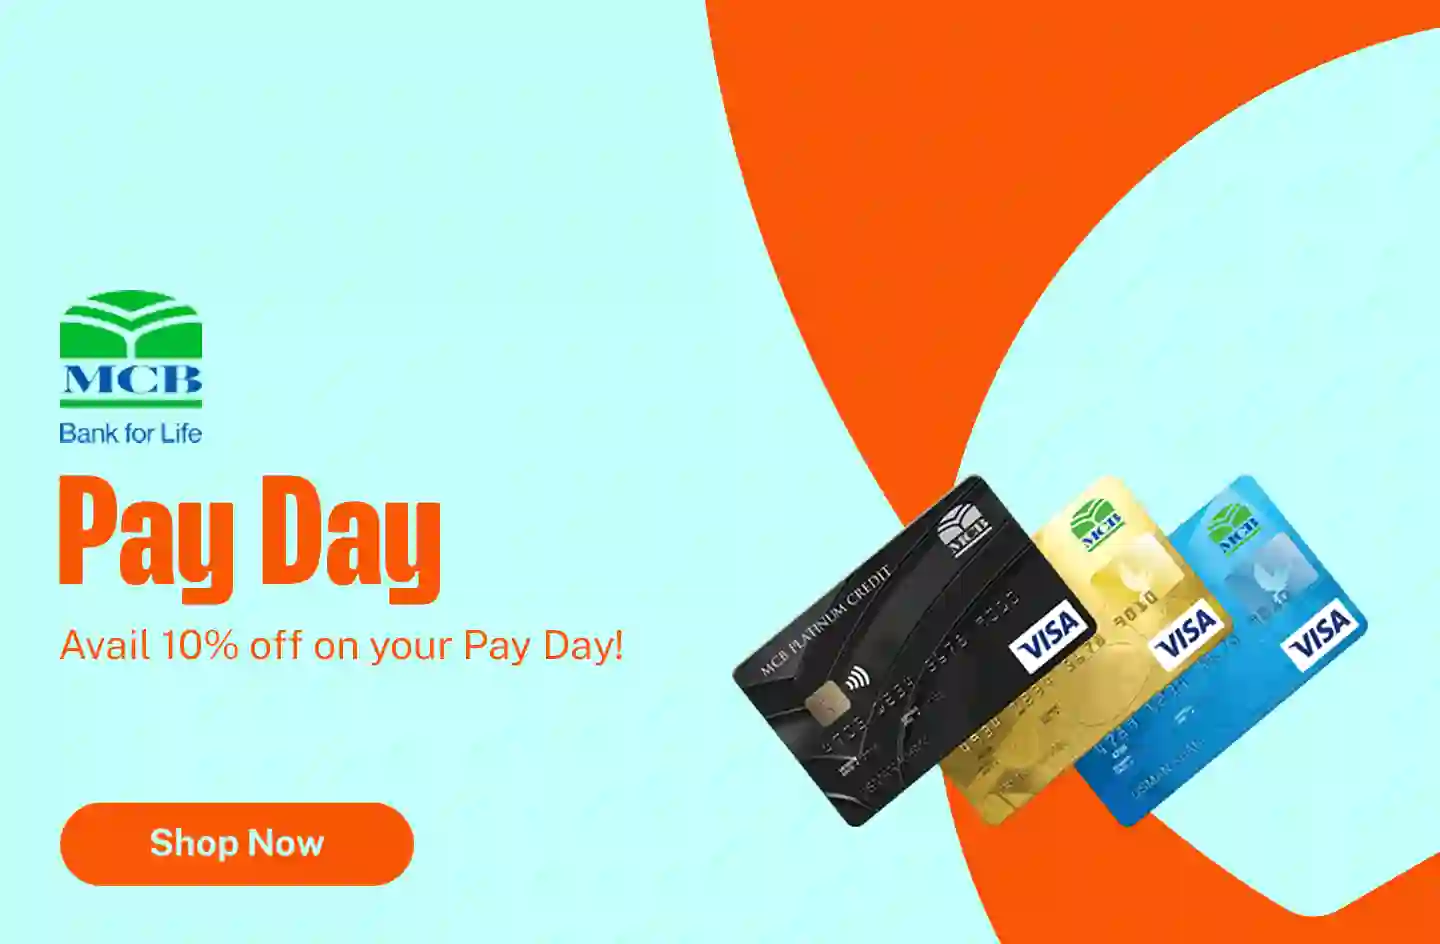 MCB
Bank for Life
Pay Day
Avail 10% off on your Pay Day!
Shop Now
MCB
MCB PLATINUM CREDIT
VISA
MCB
VISA
MCB
VISA